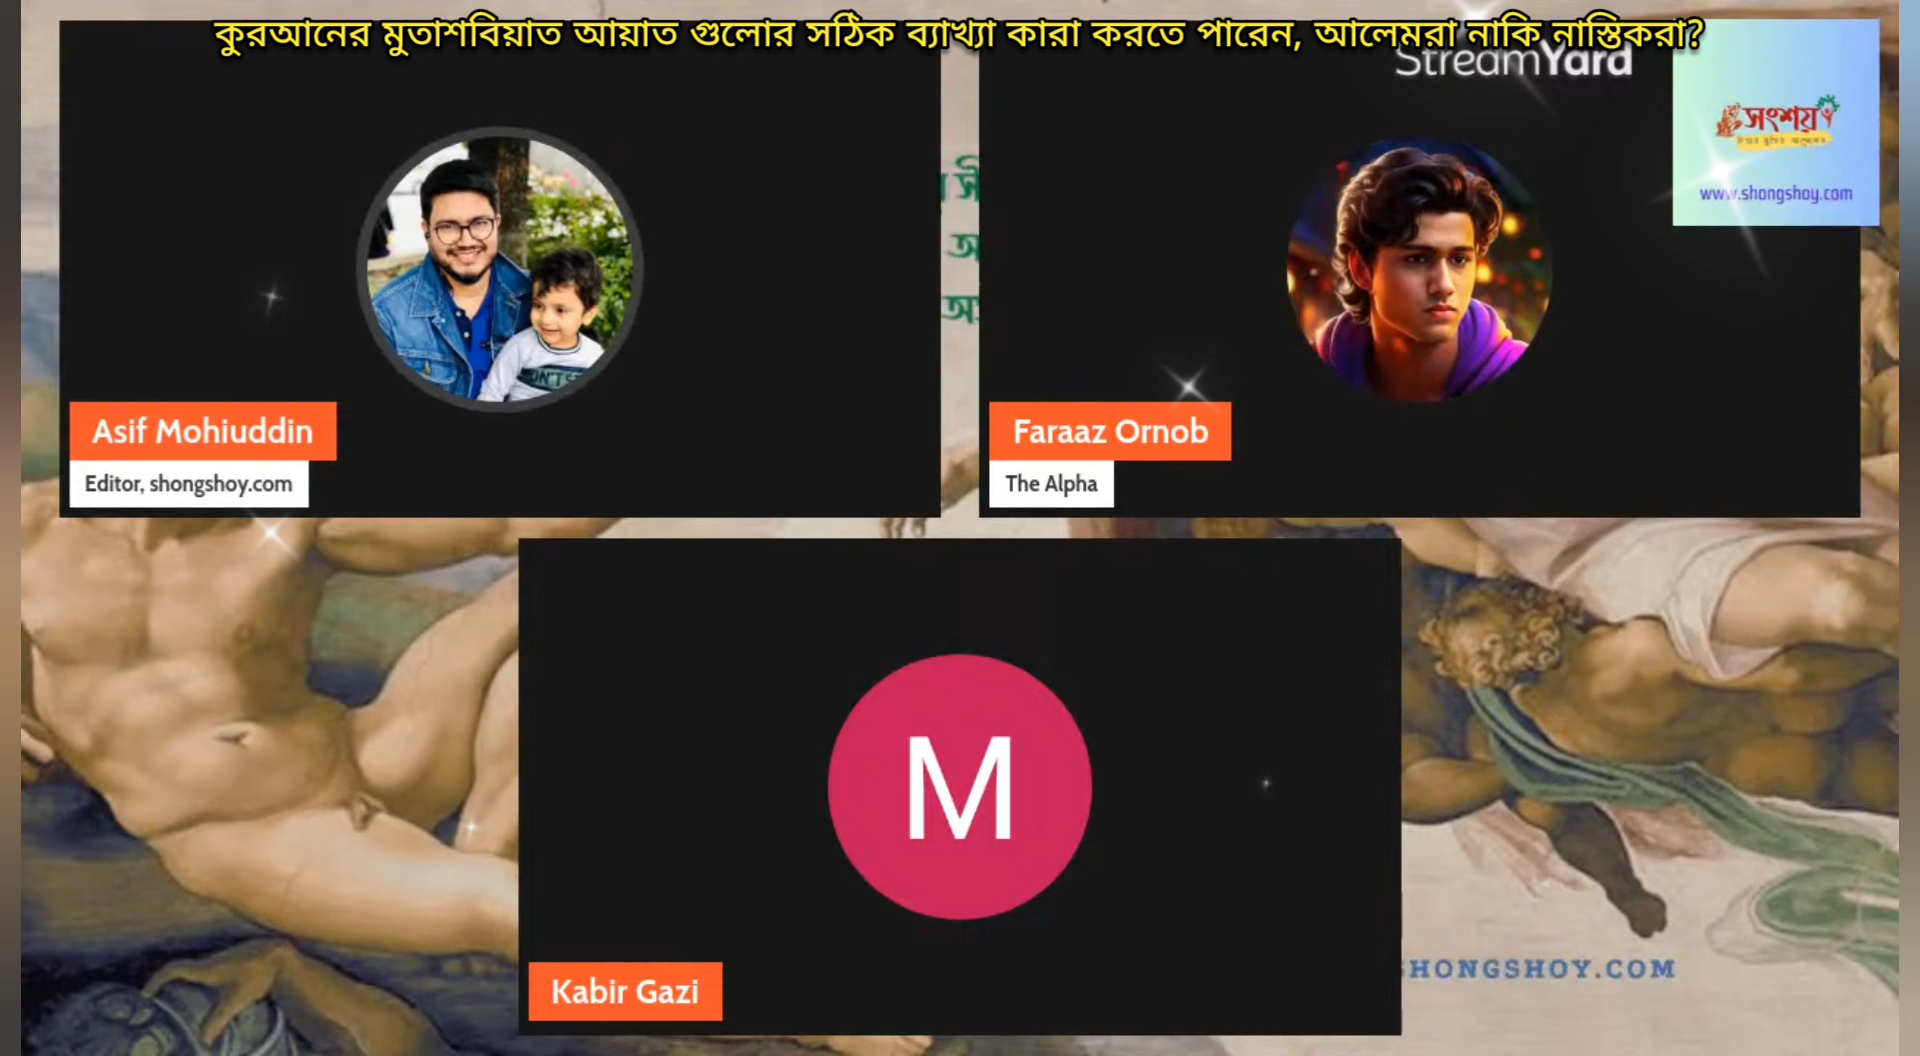 কুরআনের মুতাশবিয়াত আয়াত গুলোর সঠিক ব্যাখ্যা কারা করতে পারেন, আলেমরা নাকি নাস্তিকরা?
StreamYard
সংশয়
www.shongshoy.com
Asif Mohiuddin
Editor, shongshoy.com
Faraaz Ornob
The Alpha
M
Kabir Gazi
HONGSHOY.COM